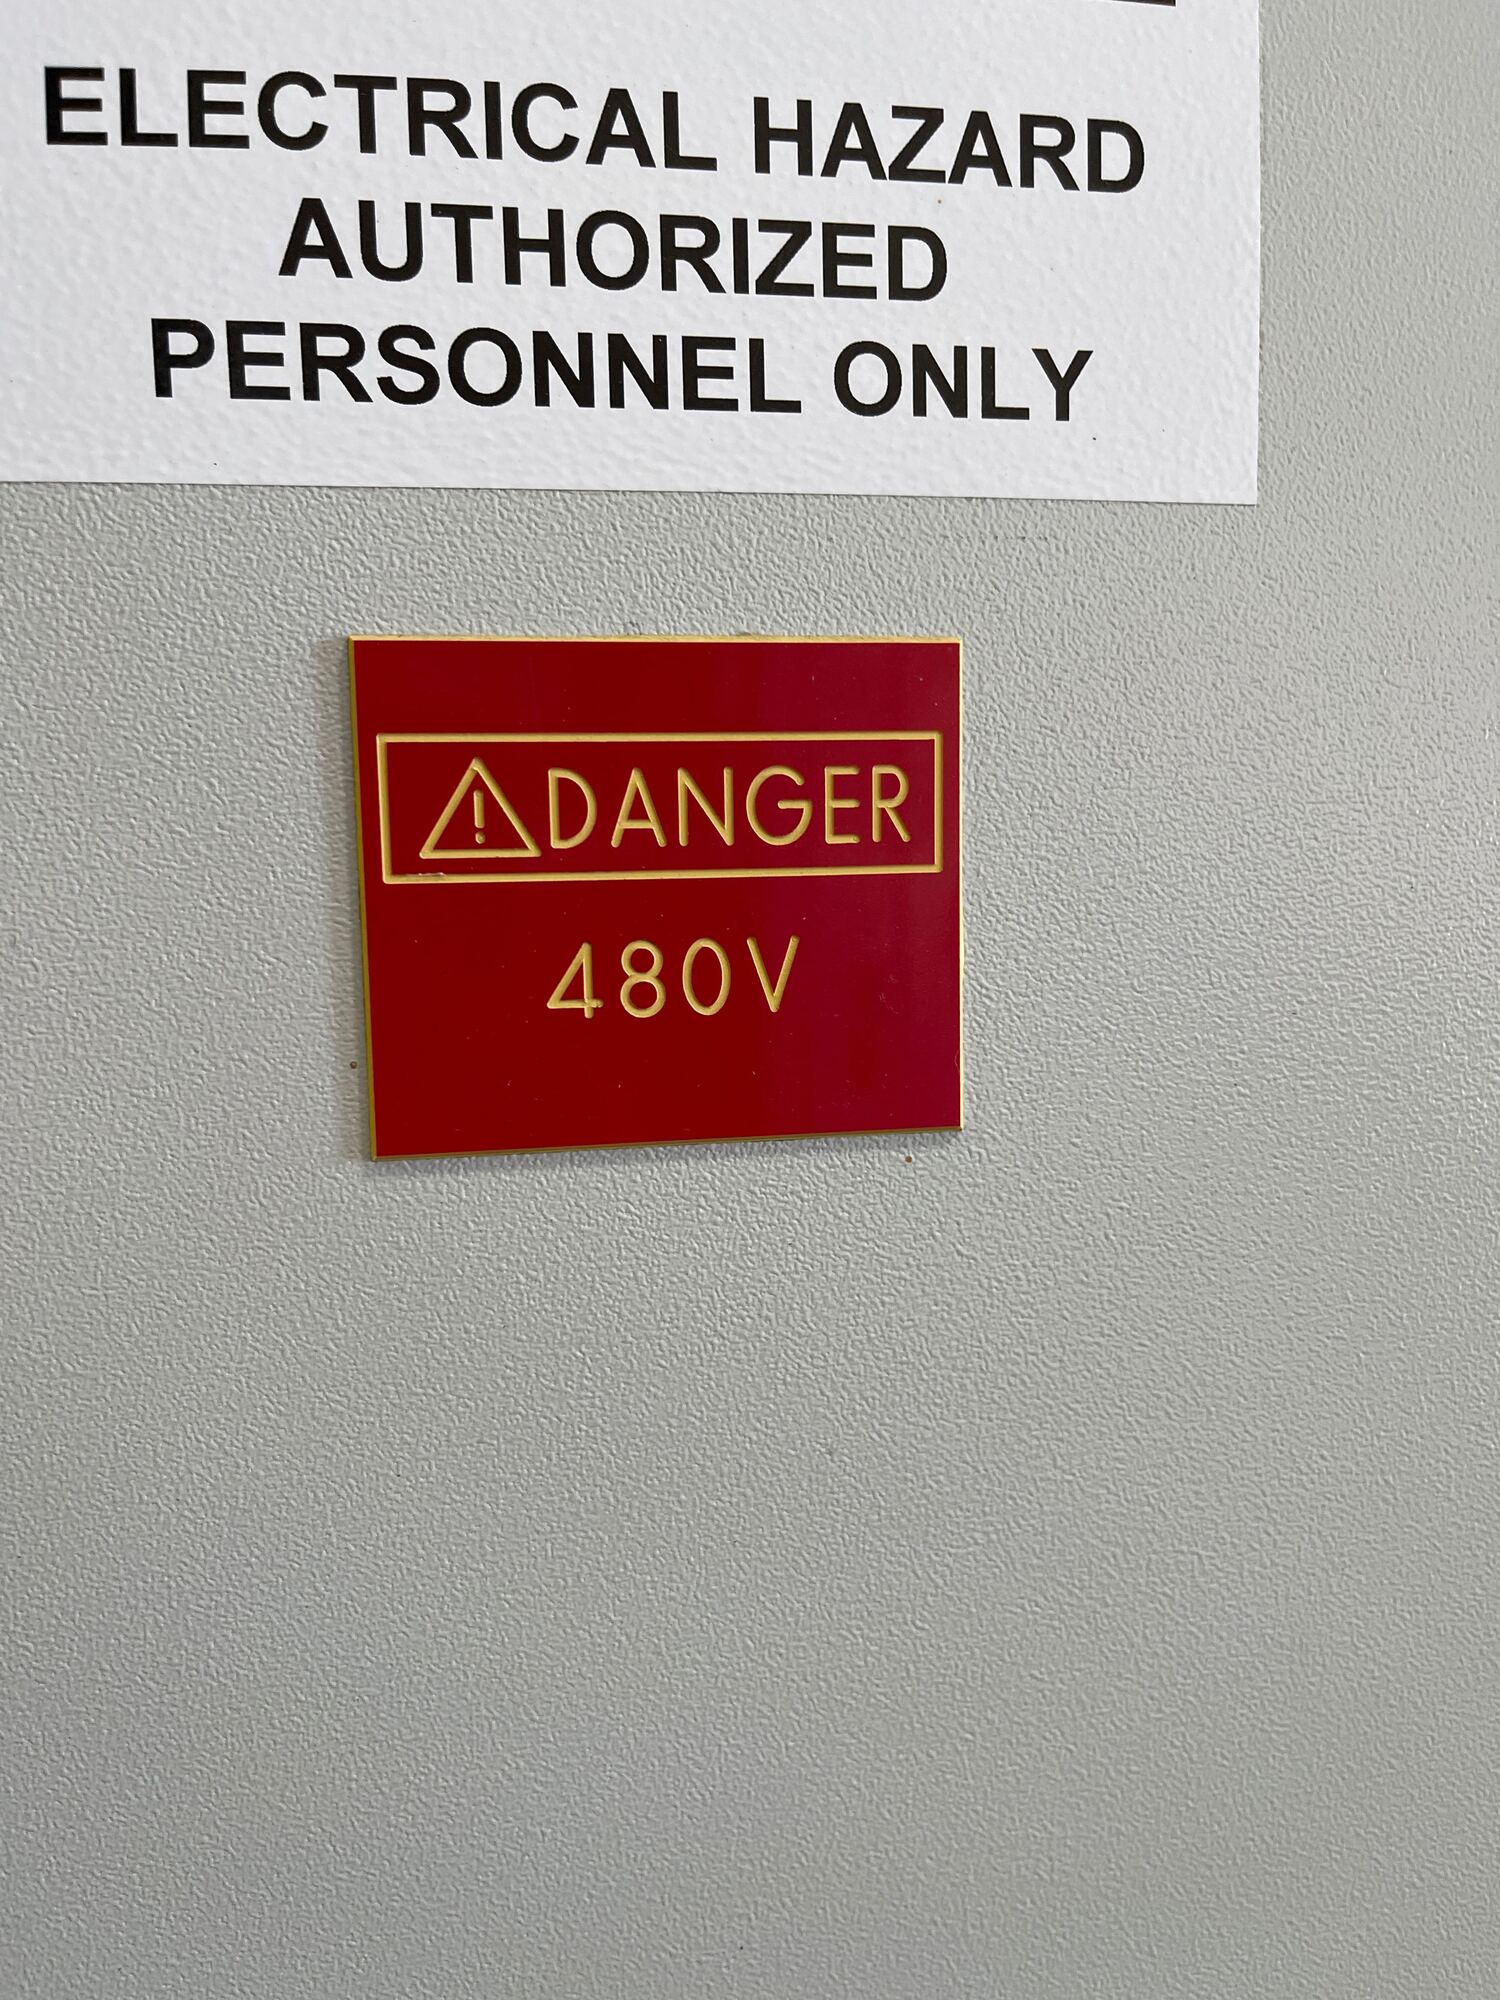 ELECTRICAL HAZARD
AUTHORIZED
PERSONNEL ONLY
⚠DANGER
480V